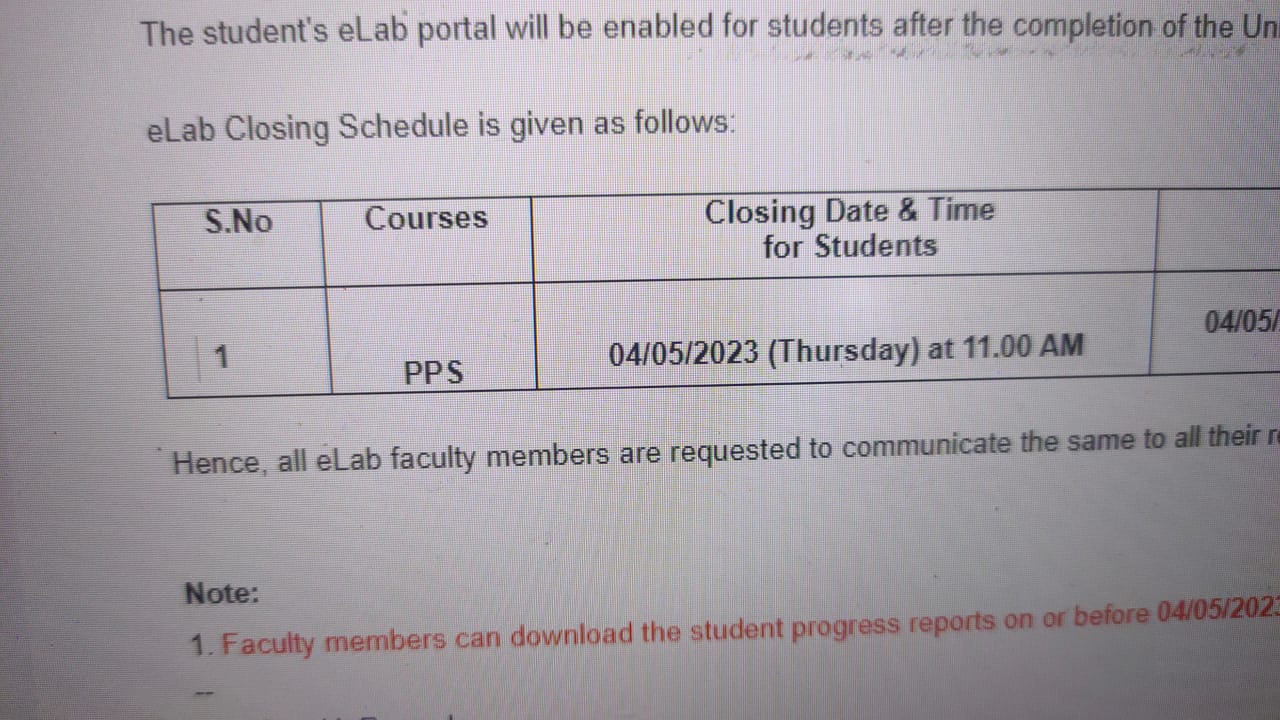 The student's eLab portal will be enabled for students after the completion of the
eLab Closing Schedule is given as follows:
S.No Courses Closing Date & Time
for Students
1 PPS 04/05/2023 (Thursday) at 11.00 AM 04/05/
Hence, all eLab faculty members are requested to communicate the same to all their
Note:
1. Faculty members can download the student progress reports on or before 04/05/2023
--